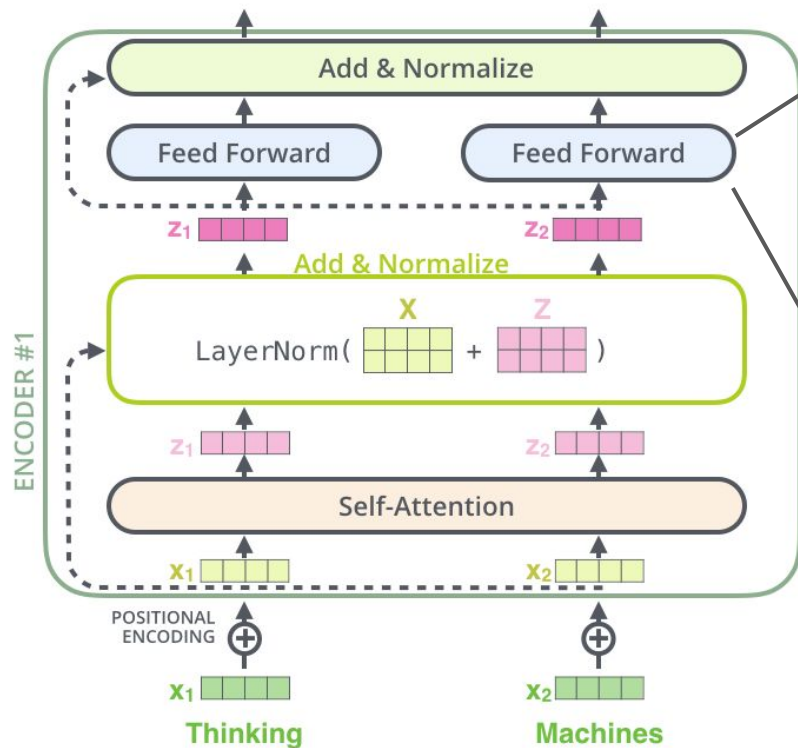 Add & Normalize
Feed Forward Feed Forward
z1 z2
Add & Normalize
X Z
LayerNorm( + )
ENCODER #1
z1 z2
Self-Attention
x1 x2
POSITIONAL
ENCODING
x1 x2
Thinking Machines